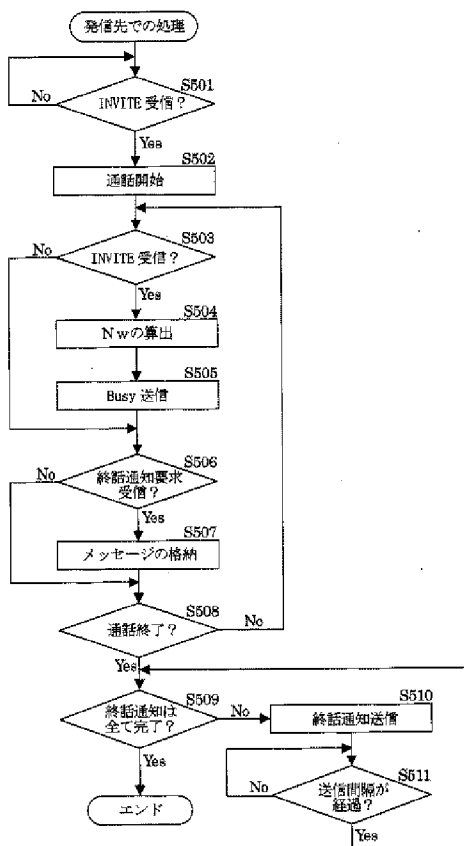 発信先での処理
S501
No
INVITE 受信？
Yes
S502
通話開始
S503
No
INVITE 受信？
Yes
S504
Nwの算出
S505
Busy 送信
S506
No
終話通知要求
受信？
Yes
S507
メッセージの格納
S508
通話終了？
No
Yes
S509
終話通知は
全て完了？
No
S510
終話通知送信
Yes
S511
No
送信間隔が
経過？
エンド
Yes